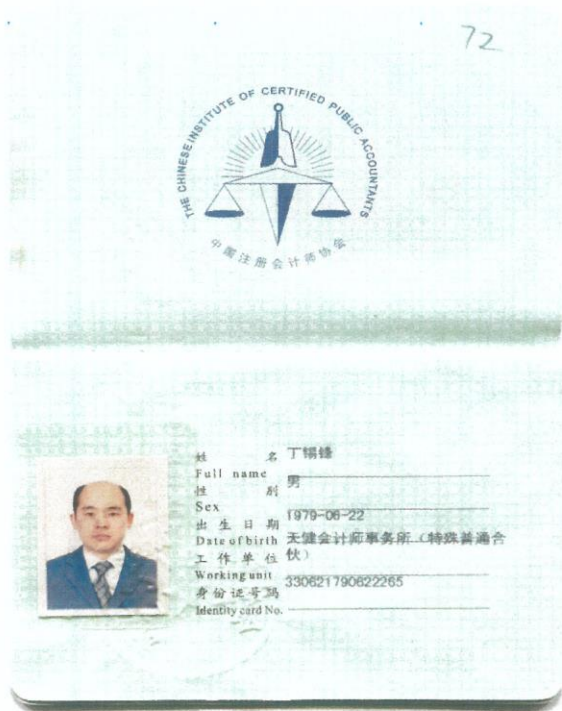 72
THE CHINESE INSTITUTE OF CERTIFIED PUBLIC ACCOUNTANTS
中国注册会计师协会
姓 名 丁锡锋
Full name
性 别 男
Sex
出生日期 1979-06-22
Date of birth
工作单位 天健会计师事务所（特殊普通合
伙）
Working unit
身份证号码 330621790622265
Identity card No.